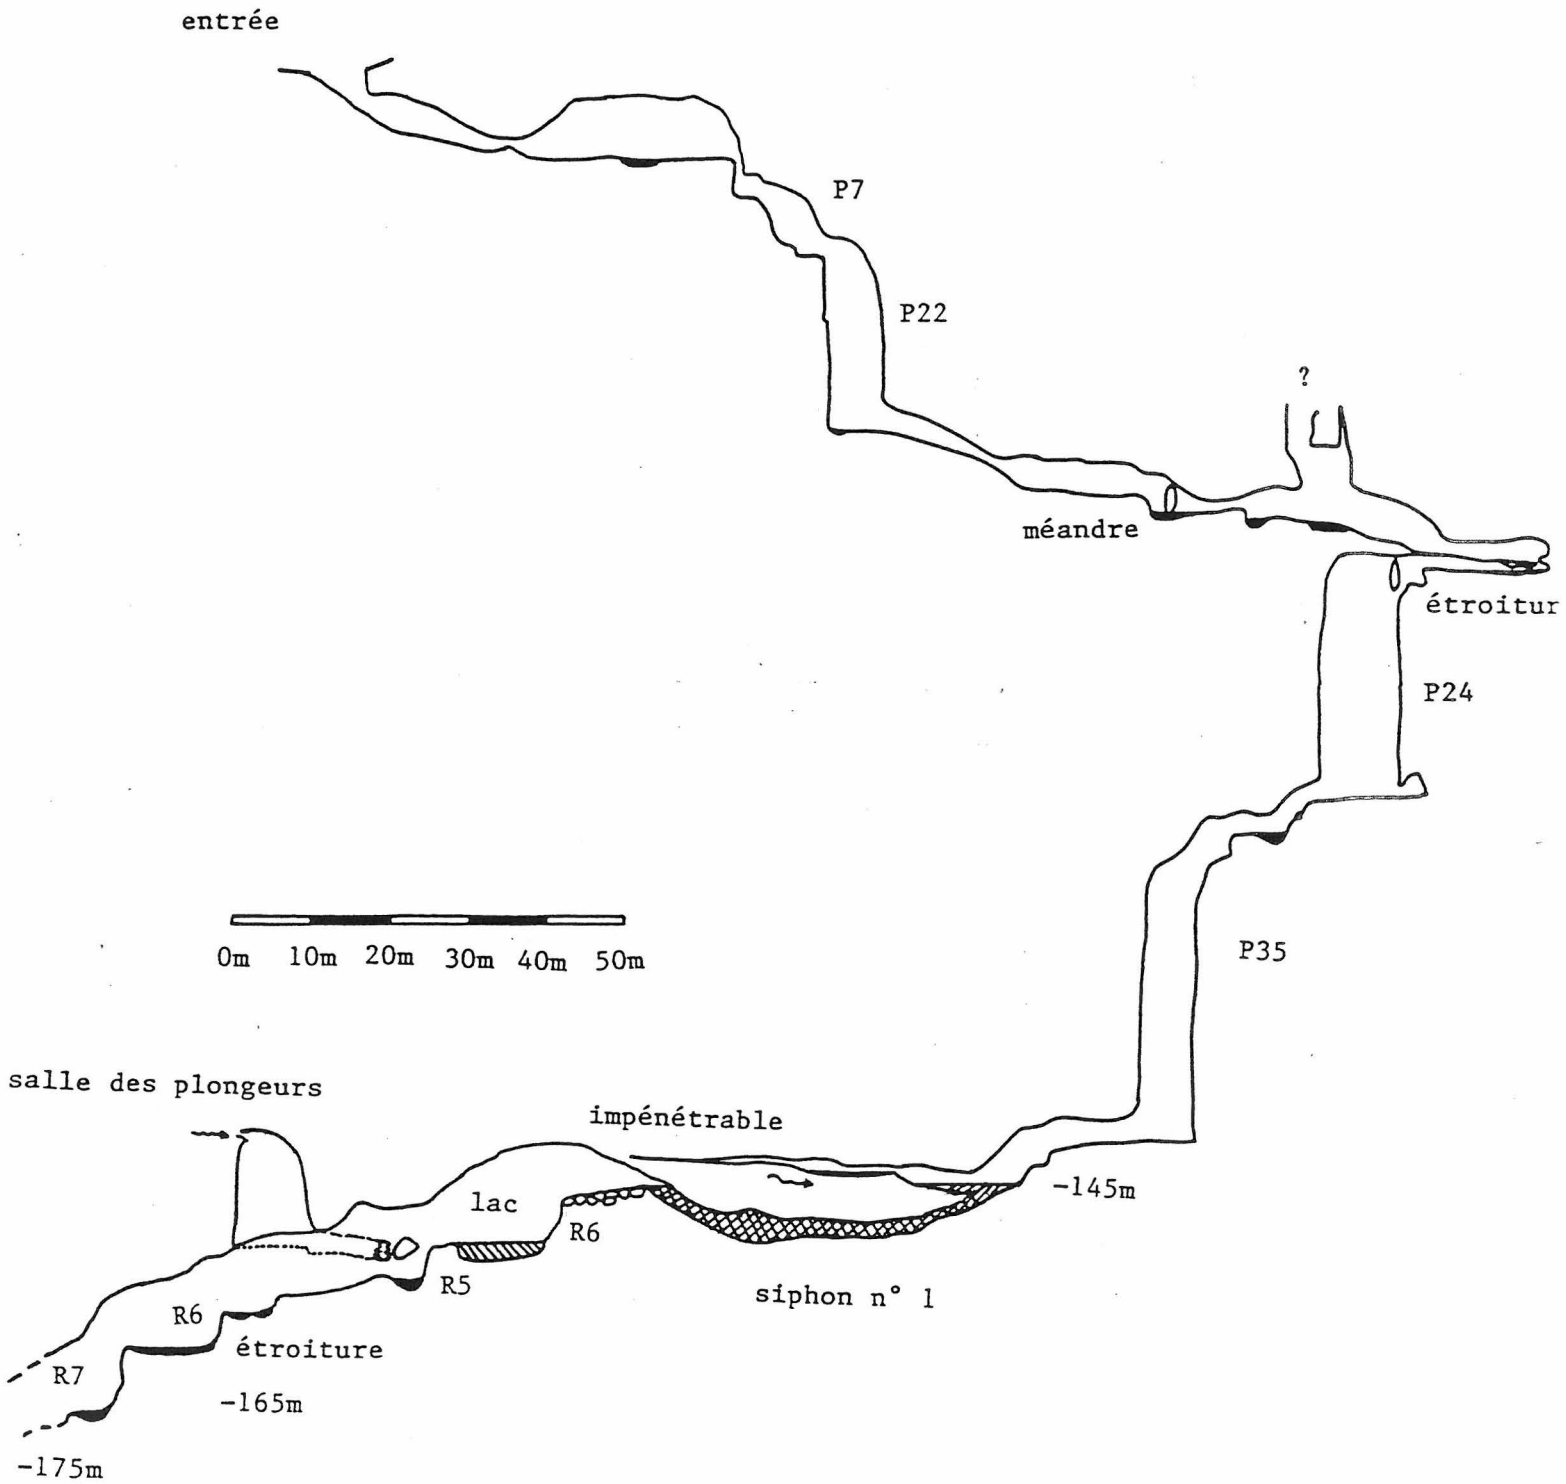 entrée
P7
P22
?
méandre
étroitur
P24
0m 10m 20m 30m 40m 50m
P35
salle des plongeurs
impénétrable
-145m
lac
R6
R5
siphon n° 1
R6
étroiture
R7
-165m
-175m